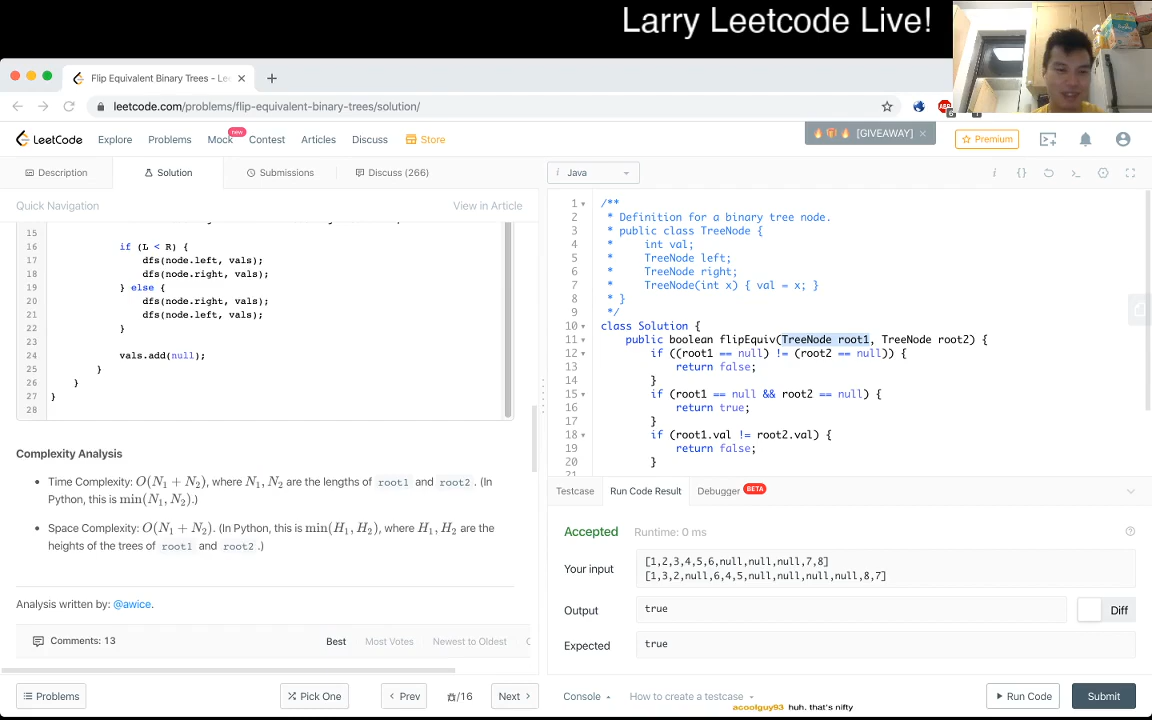 Larry Leetcode Live!
Flip Equivalent Binary Trees - Le
leetcode.com/problems/flip-equivalent-binary-trees/solution/
LeetCode
Explore
Problems
Mock
new
Contest
Articles
Discuss
Store
[GIVEAWAY]
Premium
Description
Solution
Submissions
Discuss (266)
Java
Quick Navigation
View in Article
15
16 if (L < R) {
17 dfs(node.left, vals);
18 dfs(node.right, vals);
19 } else {
20 dfs(node.right, vals);
21 dfs(node.left, vals);
22 }
23
24 vals.add(null);
25 }
26 }
27 }
28
Complexity Analysis
• Time Complexity: O(N1 + N2), where N1, N2 are the lengths of root1 and root2. (In
Python, this is min(N1, N2).)
• Space Complexity: O(N1 + N2). (In Python, this is min(H1, H2), where H1, H2 are the
heights of the trees of root1 and root2.)
Analysis written by: @awice.
Comments: 13
Best
Most Votes
Newest to Oldest
Problems
Pick One
Prev
/16
Next
1 /**
2 * Definition for a binary tree node.
3 * public class TreeNode {
4 * int val;
5 * TreeNode left;
6 * TreeNode right;
7 * TreeNode(int x) { val = x; }
8 * }
9 */
10 class Solution {
11 public boolean flipEquiv(TreeNode root1, TreeNode root2) {
12 if ((root1 == null) != (root2 == null)) {
13 return false;
14 }
15 if (root1 == null && root2 == null) {
16 return true;
17 }
18 if (root1.val != root2.val) {
19 return false;
20 }
21
Testcase
Run Code Result
Debugger
BETA
Accepted
Runtime: 0 ms
Your input
[1,2,3,4,5,6,null,null,null,7,8]
[1,3,2,null,6,4,5,null,null,null,null,8,7]
Output
true
Diff
Expected
true
Console
How to create a testcase
Run Code
Submit
acoolguy93 huh. that's nifty